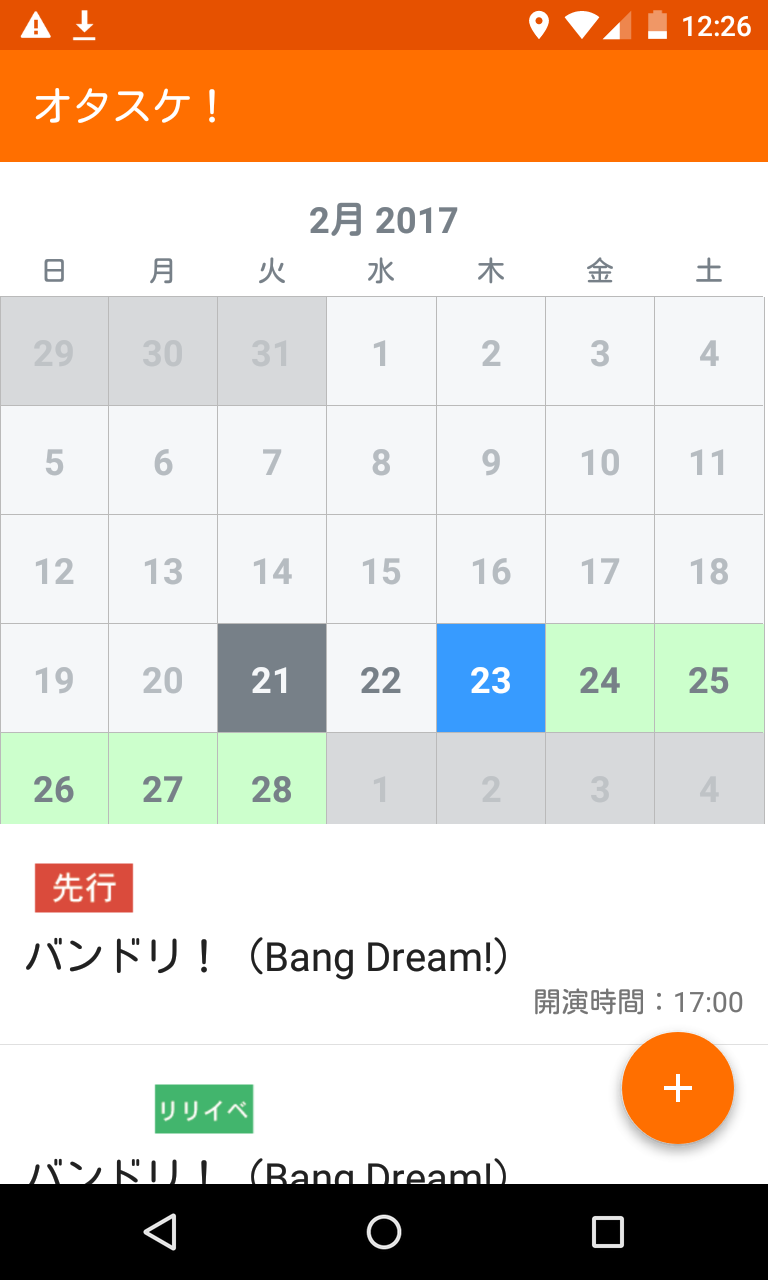 12:26
オタスケ！
2月 2017
日 月 火 水 木 金 土
29 30 31 1 2 3 4
5 6 7 8 9 10 11
12 13 14 15 16 17 18
19 20 21 22 23 24 25
26 27 28 1 2 3 4
先行
バンドリ！（Bang Dream!）
開演時間：17:00
+
リリイベ
バンドリ！（Bang Dream!）